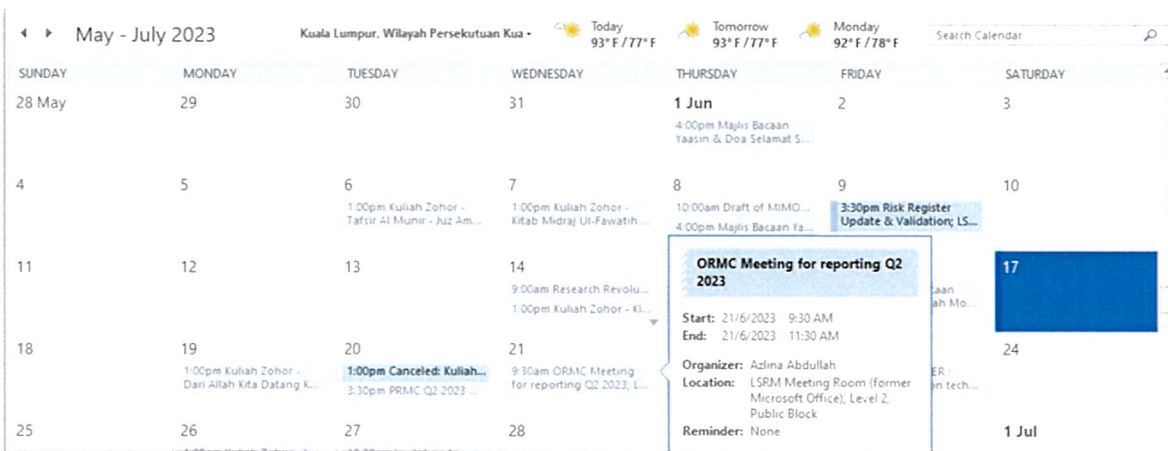 May - July 2023
Kuala Lumpur, Wilayah Persekutuan Kua
Today
93° F / 77° F
Tomorrow
93° F / 77° F
Monday
92° F / 78° F
Search Calendar
SUNDAY MONDAY TUESDAY WEDNESDAY THURSDAY FRIDAY SATURDAY
28 May 29 30 31 1 Jun 2 3
4:00pm Majlis Bacaan
Yaasin & Doa Selamat S...
4 5 6 7 8 9 10
1:00pm Kuliah Zohor -
Tafsir Al Munir - Juz Am...
1:00pm Kuliah Zohor -
Kitab Midraj Ul-Fawatih ...
10:00am Draft of MIMO...
4:00pm Majlis Bacaan Ya...
3:30pm Risk Register
Update & Validation; LS...
11 12 13 14 17
9:00am Research Revolu...
1:00pm Kuliah Zohor - Ki...
aan
ah Mo...
ORMC Meeting for reporting Q2
2023
Start: 21/6/2023 9:30 AM
End: 21/6/2023 11:30 AM
Organizer: Azlina Abdullah
Location: LSRM Meeting Room (former
Microsoft Office), Level 2,
Public Block
Reminder: None
18 19 20 21 24
1:00pm Kuliah Zohor -
Dari Allah Kita Datang K...
1:00pm Canceled: Kuliah...
3:30pm PRMC Q2 2023 ...
9:30am ORMC Meeting
for reporting Q2 2023; L...
ER :
n tech...
25 26 27 28 1 Jul